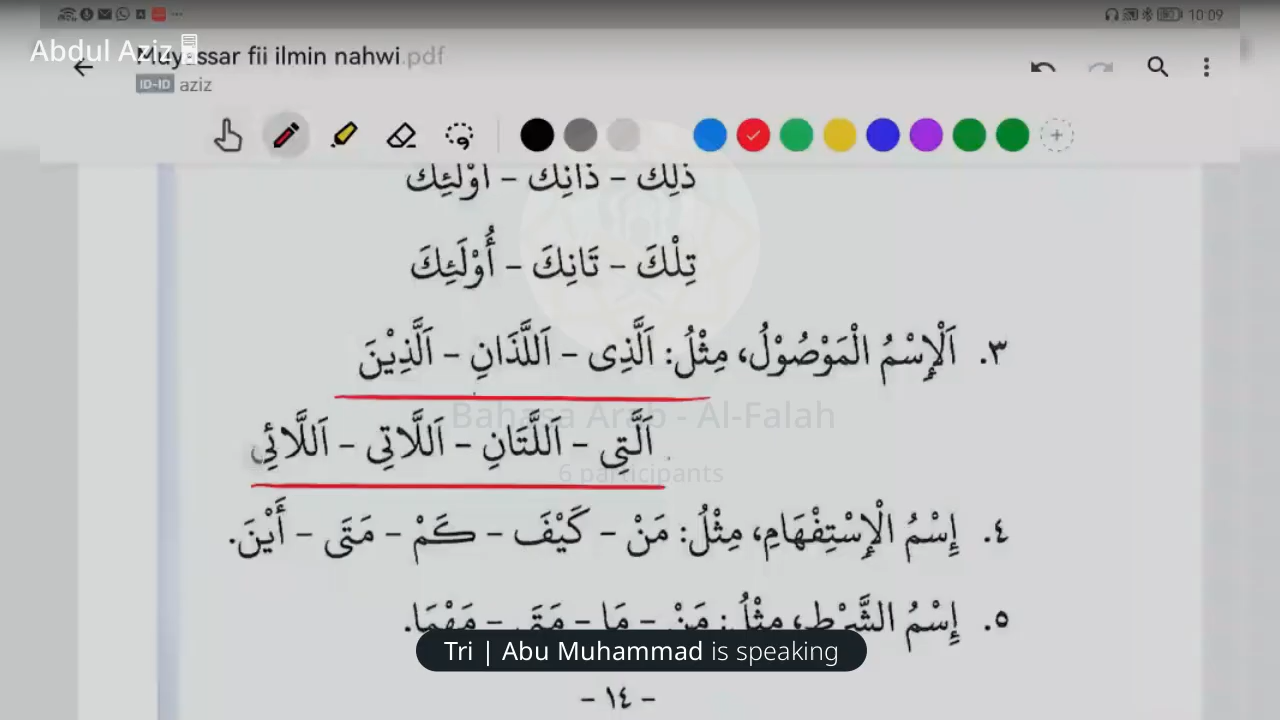 10:09
Abdul Aziz
Muyassar fii ilmin nahwi.pdf
ID-ID aziz
ذَلِكَ – ذَانِكَ – أُوْلَئِكَ
تِلْكَ – تَانِكَ – أُوْلَئِكَ
٣. اَلْإِسْمُ الْمَوْصُوْلُ، مِثْلُ: اَلَّذِى – اَللَّذَانِ – اَلَّذِيْنَ
Bahasa Arab - Al-Falah
اَلَّتِى – اَللَّتَانِ – اَللَّاتِى – اَللَّائِي
6 participants
٤. إِسْمُ الْإِسْتِفْهَامِ، مِثْلُ: مَنْ – كَيْفَ – كَمْ – مَتَى – أَيْنَ.
٥. إِسْمُ الشَّرْطِ، مِثْلُ: مَنْ – مَا – مَتَى – مَهْمَا.
Tri | Abu Muhammad is speaking
– ١٤ –